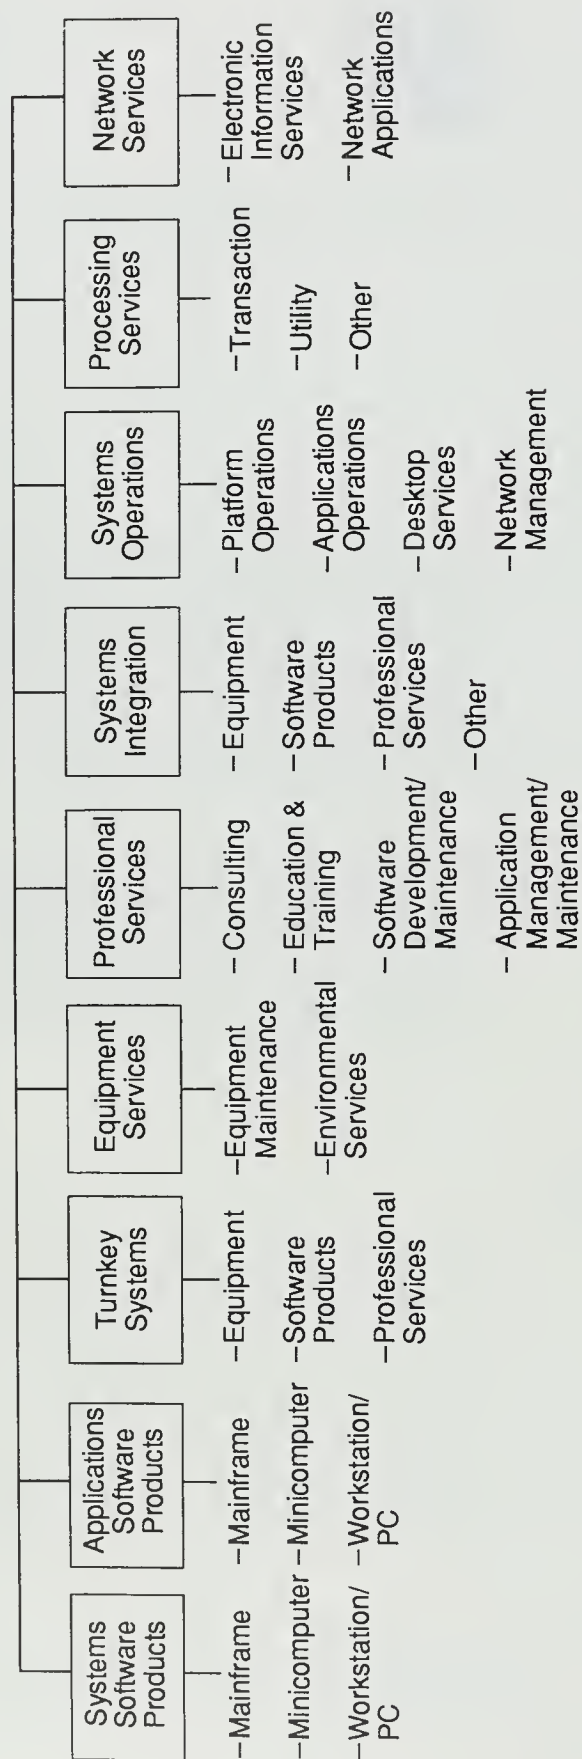 Systems
Software
Products
–Mainframe
–Minicomputer
–Workstation/
PC
Applications
Software
Products
–Mainframe
–Minicomputer
–Workstation/
PC
Turnkey
Systems
–Equipment
–Software
Products
–Professional
Services
Equipment
Services
–Equipment
Maintenance
–Environmental
Services
Professional
Services
–Consulting
–Education &
Training
–Software
Development/
Maintenance
–Application
Management/
Maintenance
Systems
Integration
–Equipment
–Software
Products
–Professional
Services
–Other
Systems
Operations
–Platform
Operations
–Applications
Operations
–Desktop
Services
–Network
Management
Processing
Services
–Transaction
–Utility
–Other
Network
Services
–Electronic
Information
Services
–Network
Applications